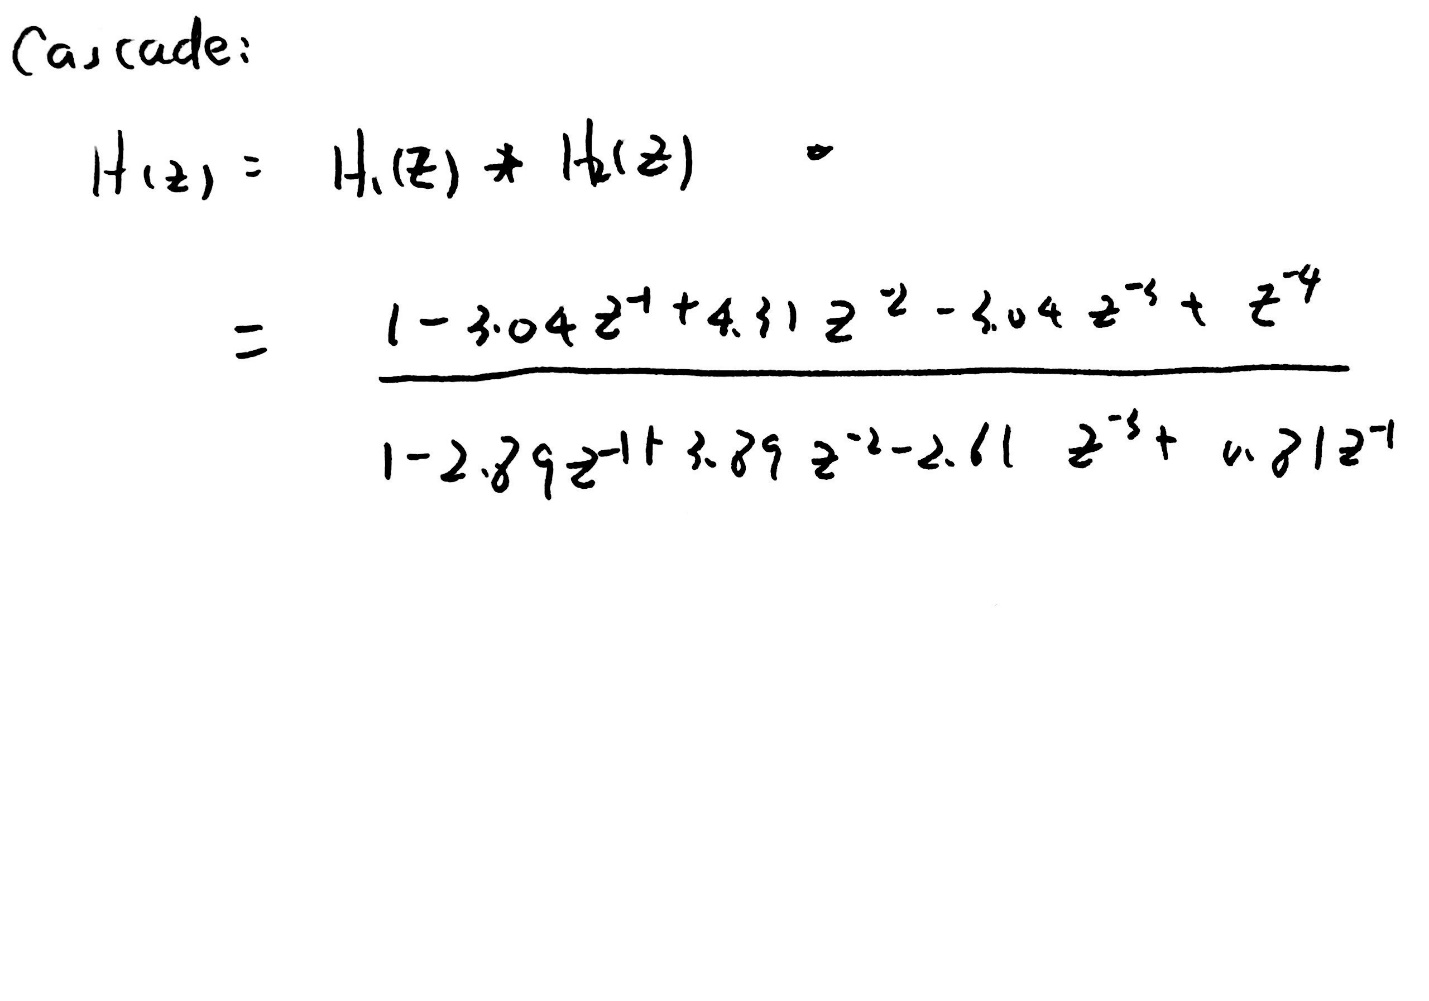 Cascade:
H(z) = H₁(z) * H₂(z)
= 1 - 3.04 z⁻¹ + 4.31 z⁻² - 3.04 z⁻³ + z⁻⁴
1 - 2.89 z⁻¹ + 3.89 z⁻² - 2.61 z⁻³ + 0.81 z⁻¹